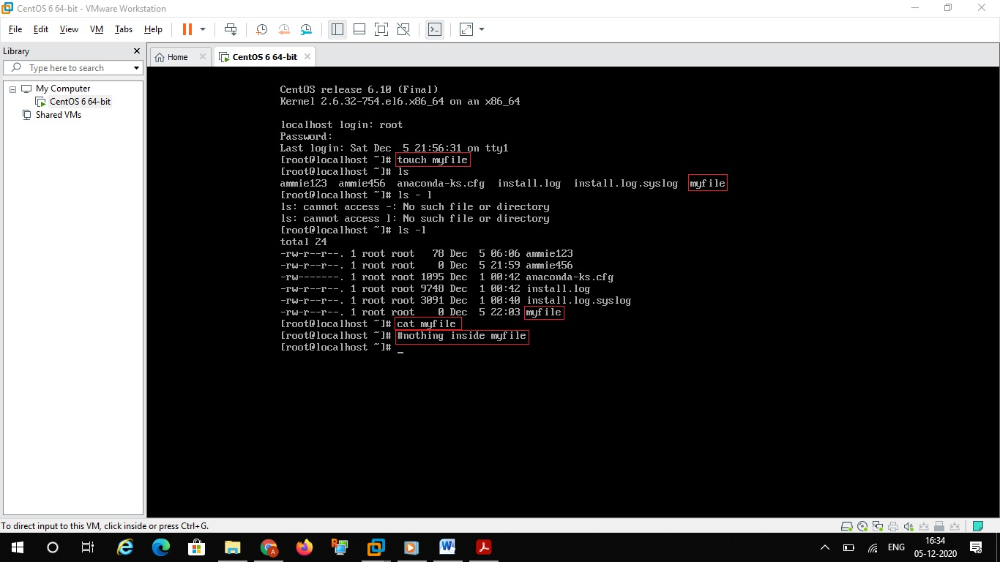 CentOS 6 64-bit - VMware Workstation
File Edit View VM Tabs Help
Library
Home
CentOS 6 64-bit
Type here to search
My Computer
CentOS 6 64-bit
Shared VMs
CentOS release 6.10 (Final)
Kernel 2.6.32-754.el6.x86_64 on an x86_64
localhost login: root
Password:
Last login: Sat Dec  5 21:56:31 on tty1
[root@localhost ~]# touch myfile
[root@localhost ~]# ls
ammie123  ammie456  anaconda-ks.cfg  install.log  install.log.syslog  myfile
[root@localhost ~]# ls - l
ls: cannot access -: No such file or directory
ls: cannot access l: No such file or directory
[root@localhost ~]# ls -l
total 24
-rw-r--r--. 1 root root   78 Dec  5 06:06 ammie123
-rw-r--r--. 1 root root    0 Dec  5 21:59 ammie456
-rw-------. 1 root root 1095 Dec  1 00:42 anaconda-ks.cfg
-rw-r--r--. 1 root root 9748 Dec  1 00:42 install.log
-rw-r--r--. 1 root root 3091 Dec  1 00:40 install.log.syslog
-rw-r--r--. 1 root root    0 Dec  5 22:03 myfile
[root@localhost ~]# cat myfile
[root@localhost ~]# #nothing inside myfile
[root@localhost ~]# _
To direct input to this VM, click inside or press Ctrl+G.
ENG
16:34
05-12-2020